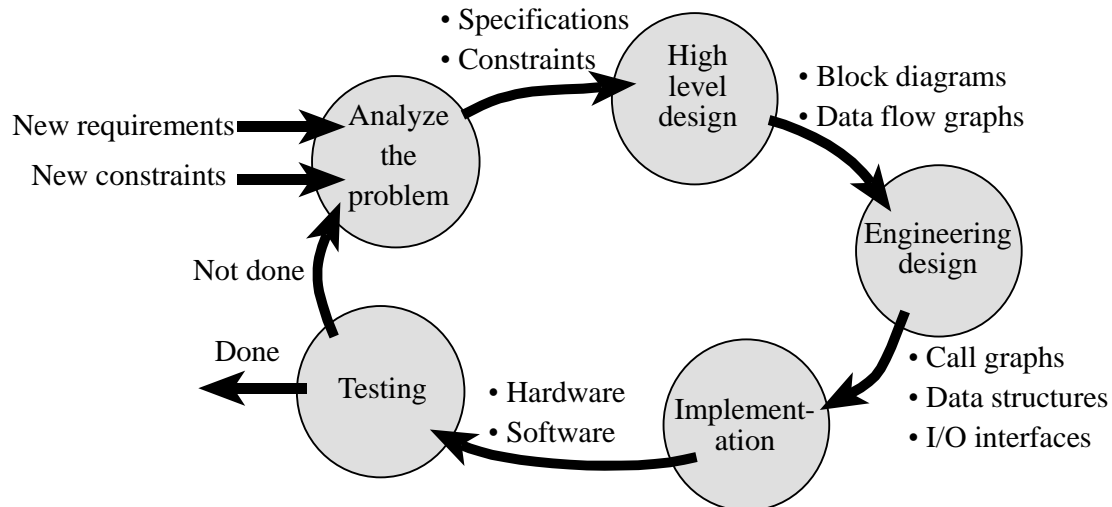 • Specifications
• Constraints
New requirements
New constraints
Analyze
the
problem
High
level
design
• Block diagrams
• Data flow graphs
Engineering
design
• Call graphs
• Data structures
• I/O interfaces
Implement-
ation
• Hardware
• Software
Testing
Not done
Done